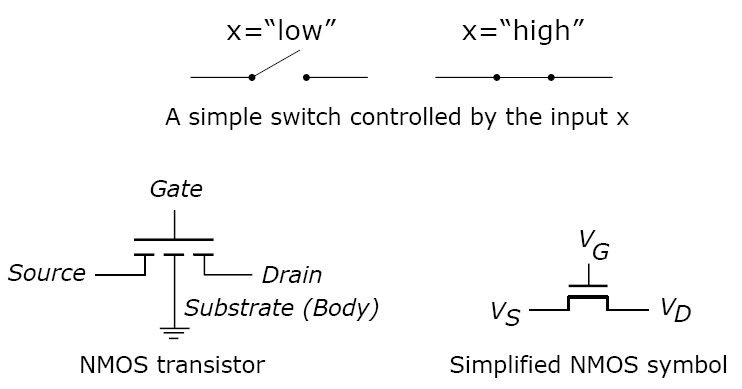 x=“low”
x=“high”
A simple switch controlled by the input x
Gate
Source
Drain
Substrate (Body)
NMOS transistor
VG
VS
VD
Simplified NMOS symbol